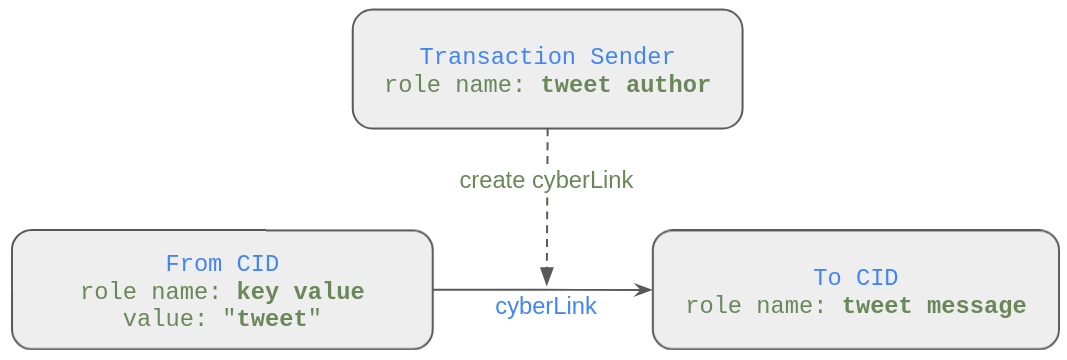 Transaction Sender
role name: tweet author
create cyberLink
From CID
role name: key value
value: "tweet"
cyberLink
To CID
role name: tweet message